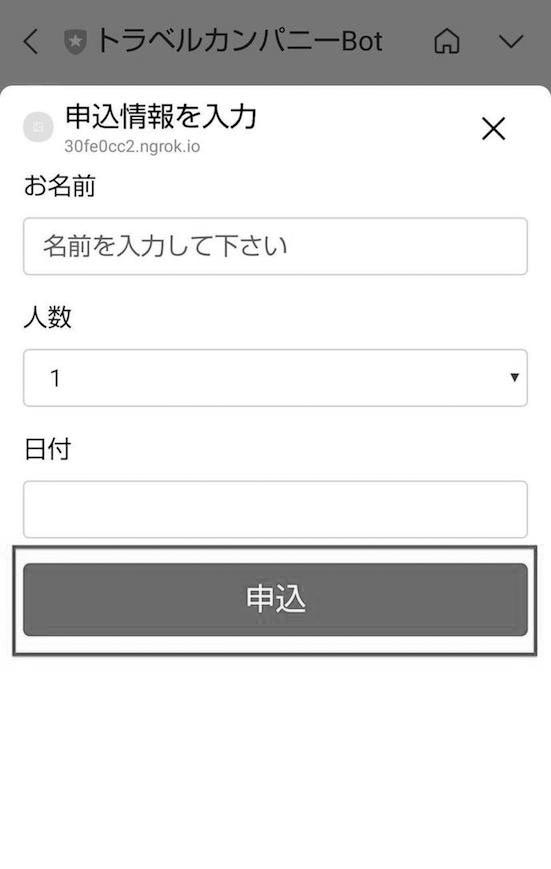 トラベルカンパニーBot
申込情報を入力
30fe0cc2.ngrok.io
お名前
名前を入力して下さい
人数
1
日付
申込